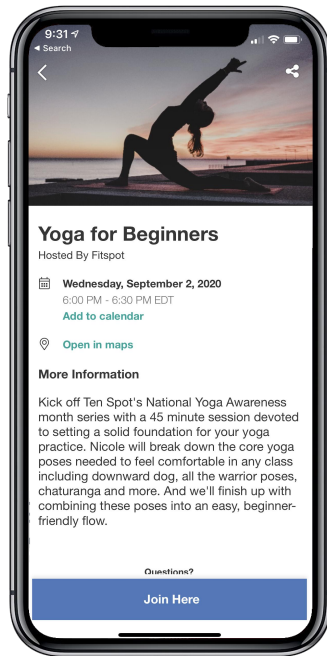 9:31
Search
Yoga for Beginners
Hosted By Fitspot
Wednesday, September 2, 2020
6:00 PM - 6:30 PM EDT
Add to calendar
Open in maps
More Information
Kick off Ten Spot's National Yoga Awareness
month series with a 45 minute session devoted
to setting a solid foundation for your yoga
practice. Nicole will break down the core yoga
poses needed to feel comfortable in any class
including downward dog, all the warrior poses,
chaturanga and more. And we'll finish up with
combining these poses into an easy, beginner-
friendly flow.
Questions?
Join Here